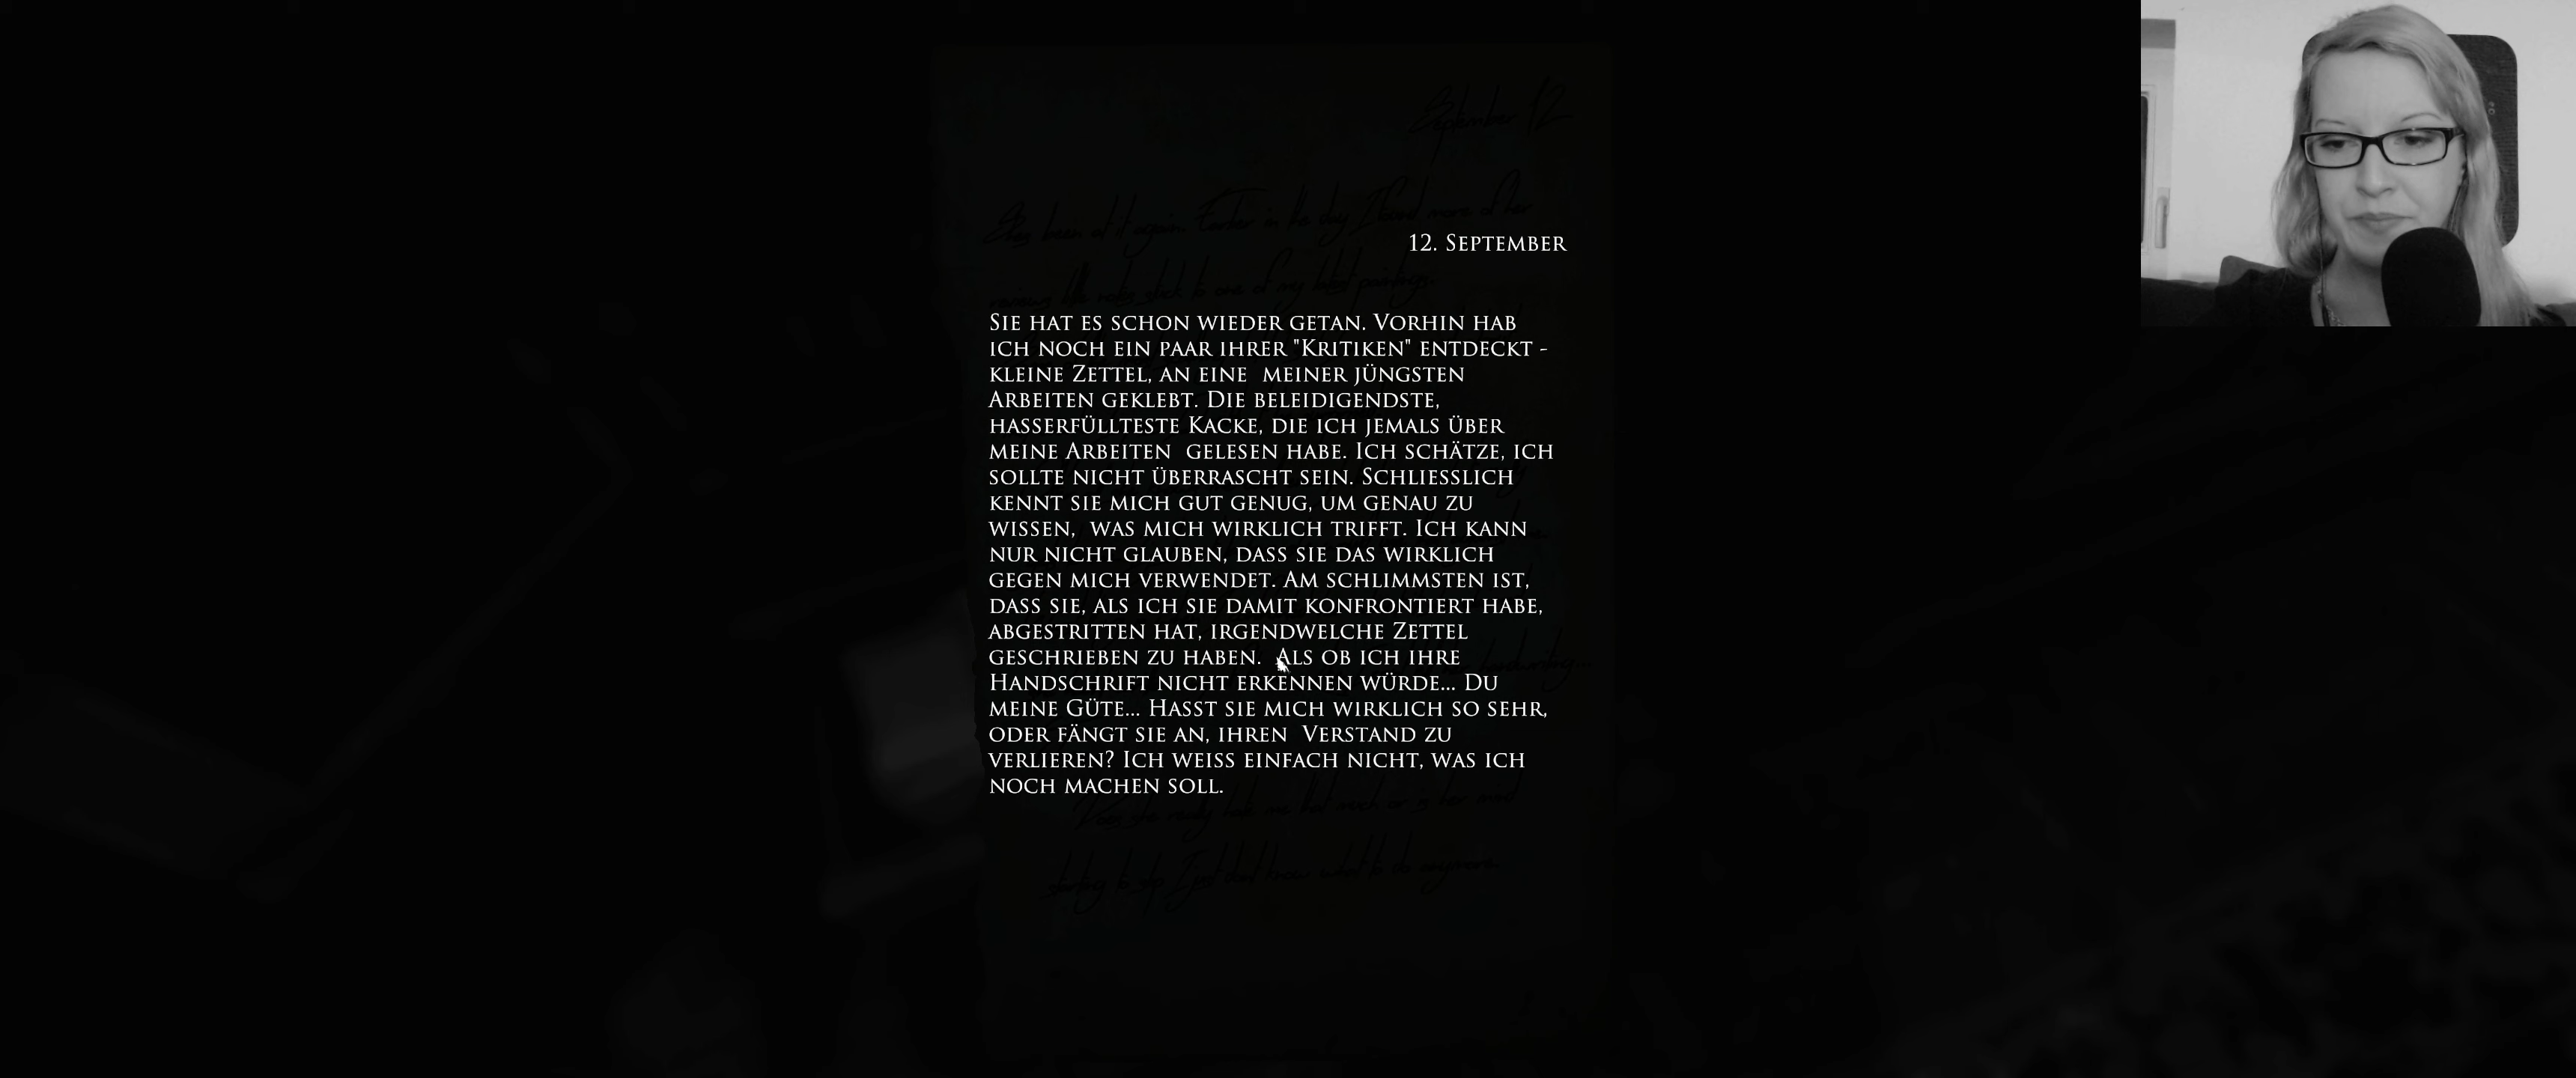 September 12
12. September
Sie hat es schon wieder getan. Vorhin hab
ich noch ein paar ihrer "Kritiken" entdeckt -
kleine Zettel, an eine  meiner jüngsten
Arbeiten geklebt. Die beleidigendste,
hasserfüllteste Kacke, die ich jemals über
meine Arbeiten  gelesen habe. Ich schätze, ich
sollte nicht überrascht sein. Schliesslich
kennt sie mich gut genug, um genau zu
wissen,  was mich wirklich trifft. Ich kann
nur nicht glauben, dass sie das wirklich
gegen mich verwendet. Am schlimmsten ist,
dass sie, als ich sie damit konfrontiert habe,
abgestritten hat, irgendwelche Zettel
geschrieben zu haben.  Als ob ich ihre
Handschrift nicht erkennen würde... Du
meine Güte... Hasst sie mich wirklich so sehr,
oder fängt sie an, ihren  Verstand zu
verlieren? Ich weiss einfach nicht, was ich
noch machen soll.